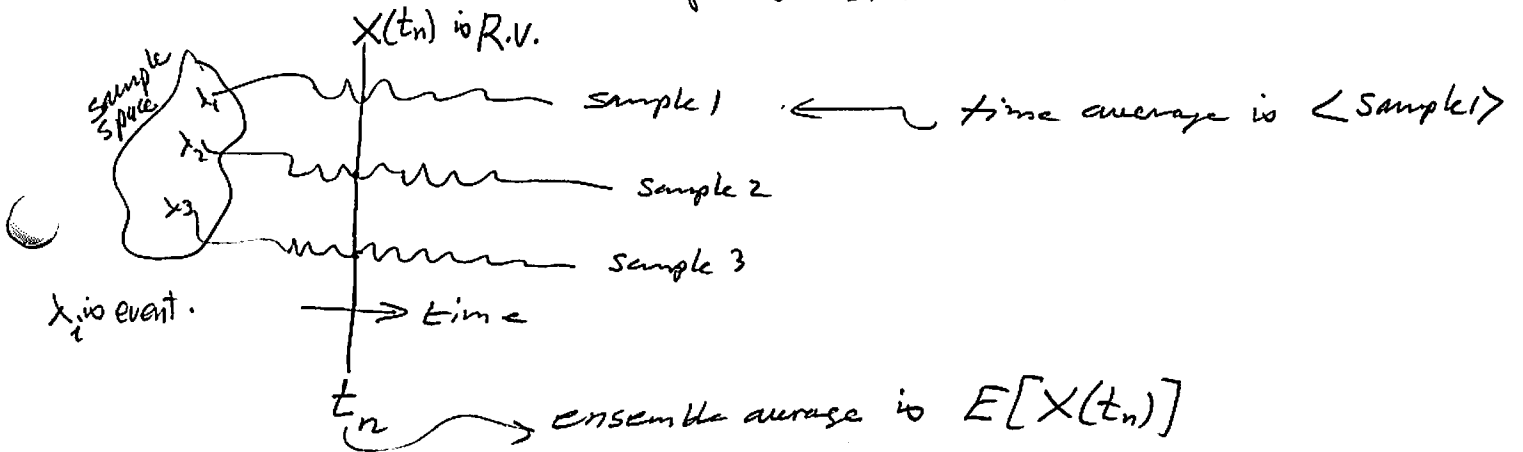 X(tₙ) is R.V.
sample space
λ₁
sample 1
time average is <sample1>
λ₂
sample 2
λ3
sample 3
λᵢ is event.
time
tₙ
ensemble average is E[X(tₙ)]